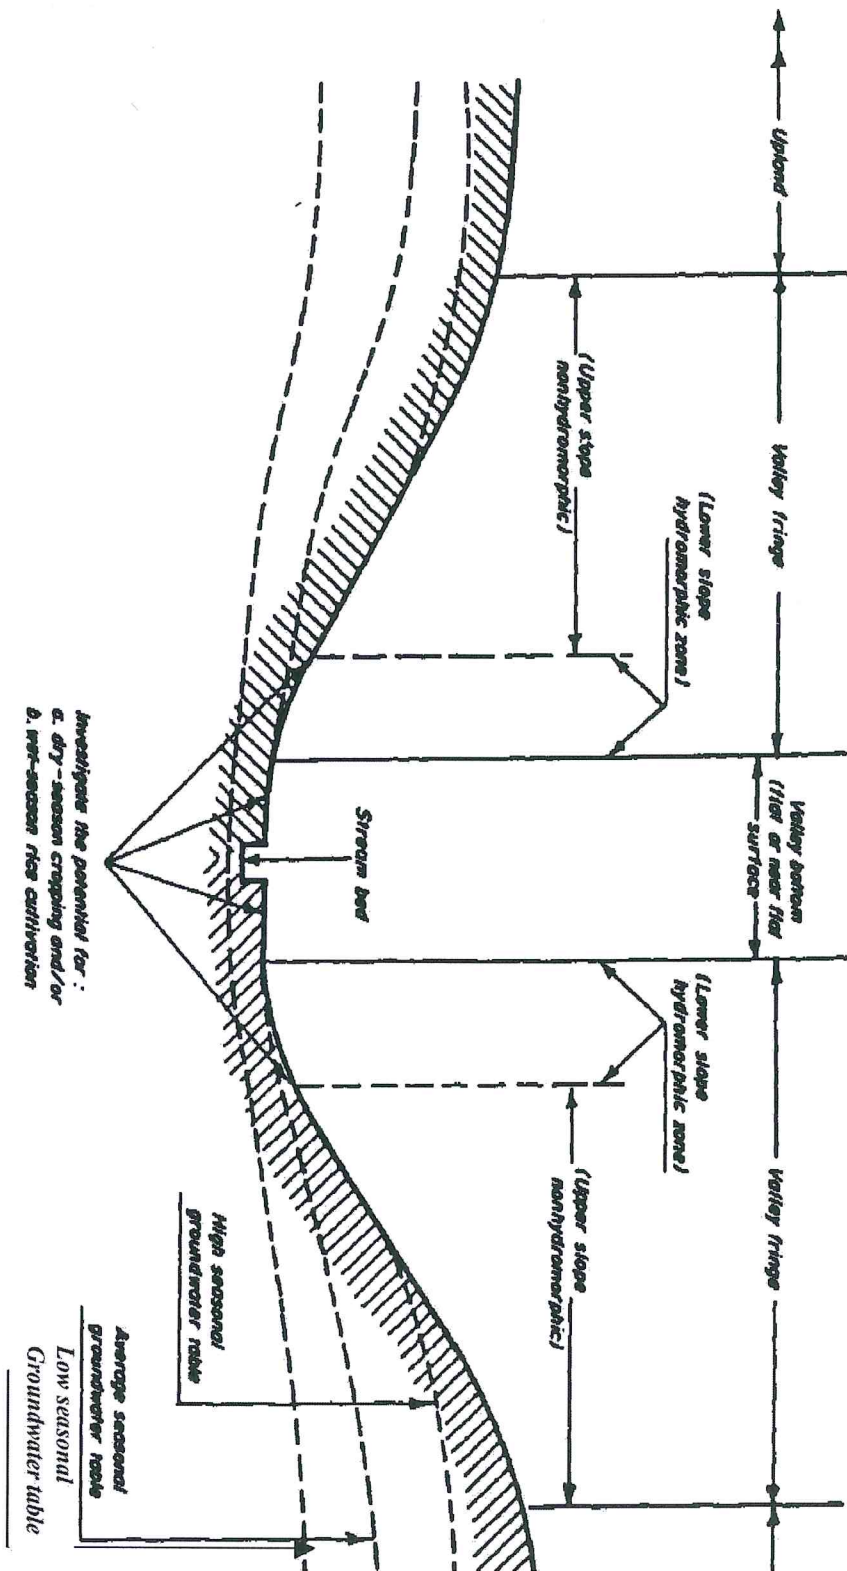 Upland
Valley fringe
Valley bottom
(flat or near flat
surface
Valley fringe
(Lower slope
hydromorphic zone)
(Lower slope
hydromorphic zone)
(Upper slope
nonhydromorphic)
(Upper slope
nonhydromorphic)
Stream bed
High seasonal
groundwater table
Average seasonal
groundwater table
Low seasonal
Groundwater table
Investigate the potential for :
a. dry-season cropping and/or
b. wet-season rice cultivation